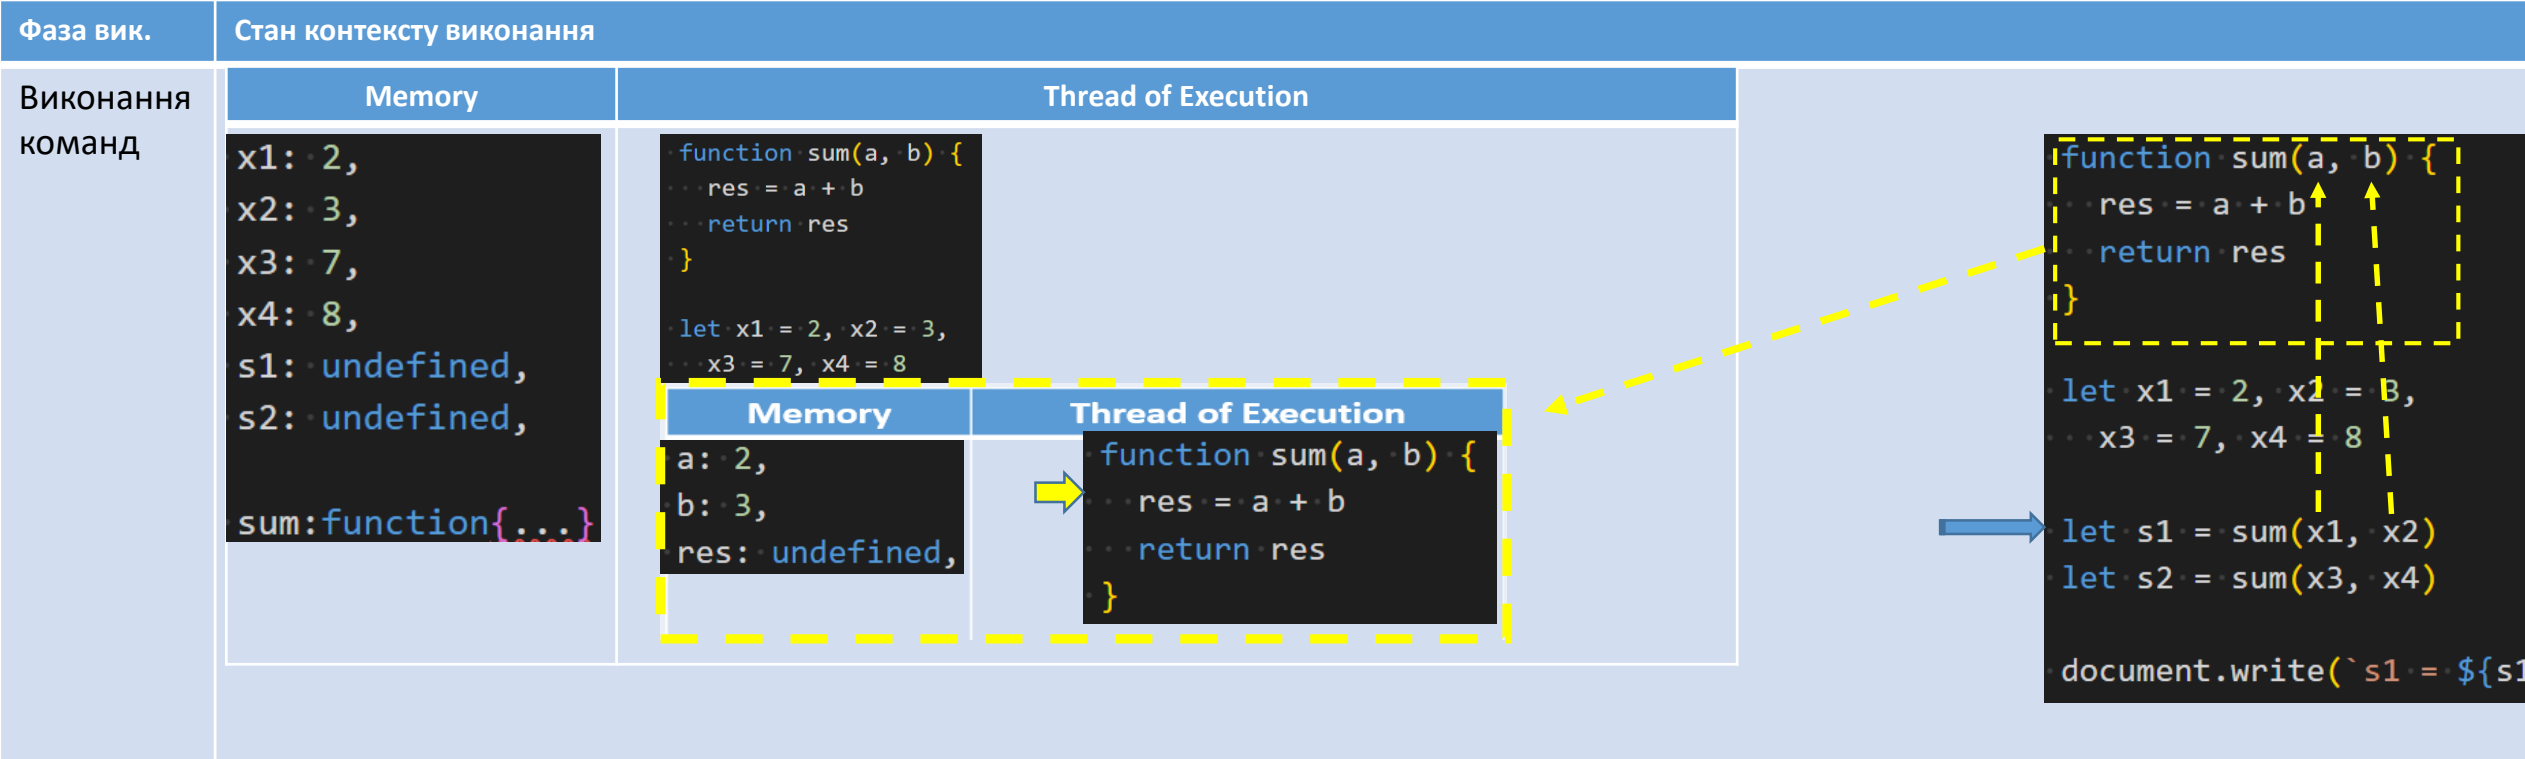 Фаза вик.
Стан контексту виконання
Виконання
команд
Memory
Thread of Execution
x1: 2,
x2: 3,
x3: 7,
x4: 8,
s1: undefined,
s2: undefined,
sum:function{...}
function sum(a, b) {
res = a + b
return res
}
let x1 = 2, x2 = 3,
x3 = 7, x4 = 8
Memory
Thread of Execution
a: 2,
b: 3,
res: undefined,
function sum(a, b) {
res = a + b
return res
}
function sum(a, b) {
res = a + b
return res
}
let x1 = 2, x2 = 3,
x3 = 7, x4 = 8
let s1 = sum(x1, x2)
let s2 = sum(x3, x4)
document.write(`s1 = ${s1